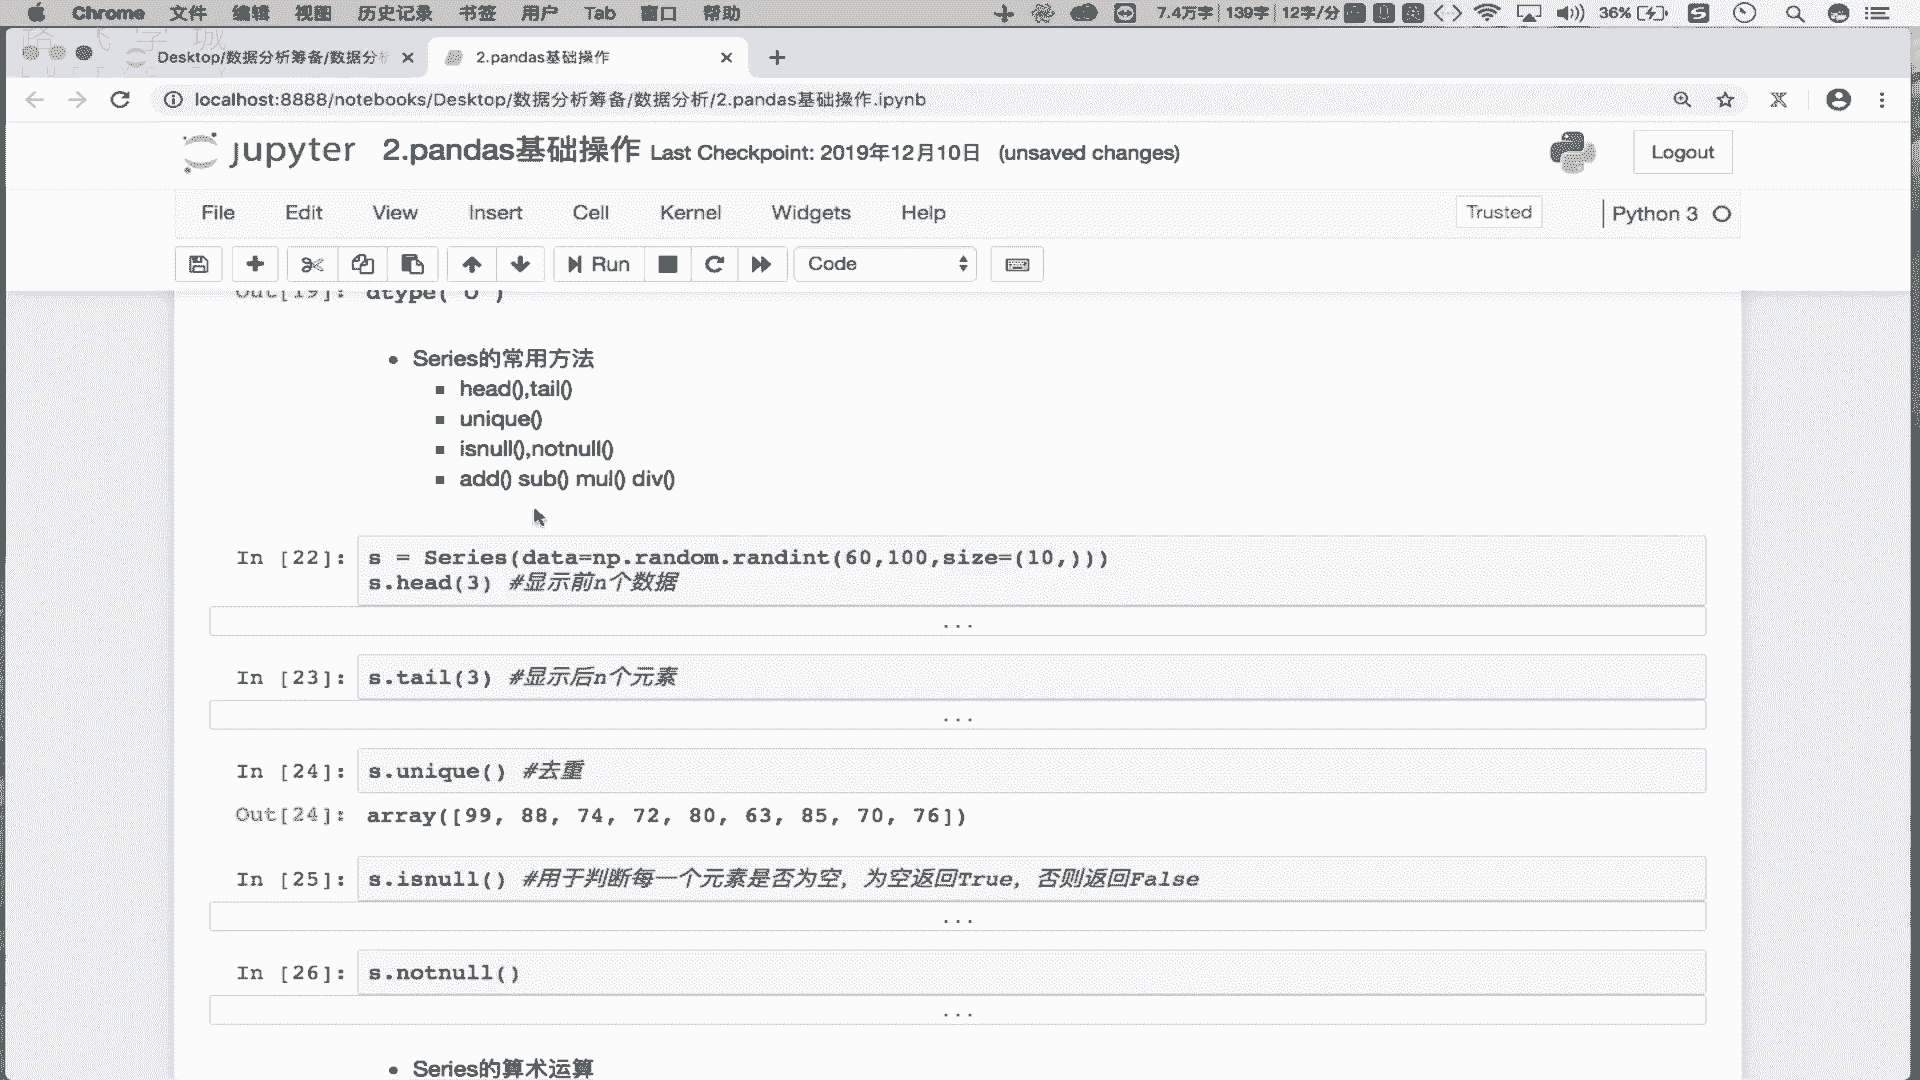 Chrome 文件 编辑 视图 历史记录 书签 用户 Tab 窗口 帮助 7.4万字 139字 12字/分 36%
Desktop/数据分析筹备/数据分析 2.pandas基础操作
localhost:8888/notebooks/Desktop/数据分析筹备/数据分析/2.pandas基础操作.ipynb
jupyter 2.pandas基础操作 Last Checkpoint: 2019年12月10日 (unsaved changes) Logout
File Edit View Insert Cell Kernel Widgets Help Trusted Python 3
Run Code
Out[19]: dtype('O')
Series的常用方法
head(),tail()
unique()
isnull(),notnull()
add() sub() mul() div()
In [22]: s = Series(data=np.random.randint(60,100,size=(10,)))
s.head(3) #显示前n个数据
...
In [23]: s.tail(3) #显示后n个元素
...
In [24]: s.unique() #去重
Out[24]: array([99, 88, 74, 72, 80, 63, 85, 70, 76])
In [25]: s.isnull() #用于判断每一个元素是否为空，为空返回True，否则返回False
...
In [26]: s.notnull()
...
Series的算术运算